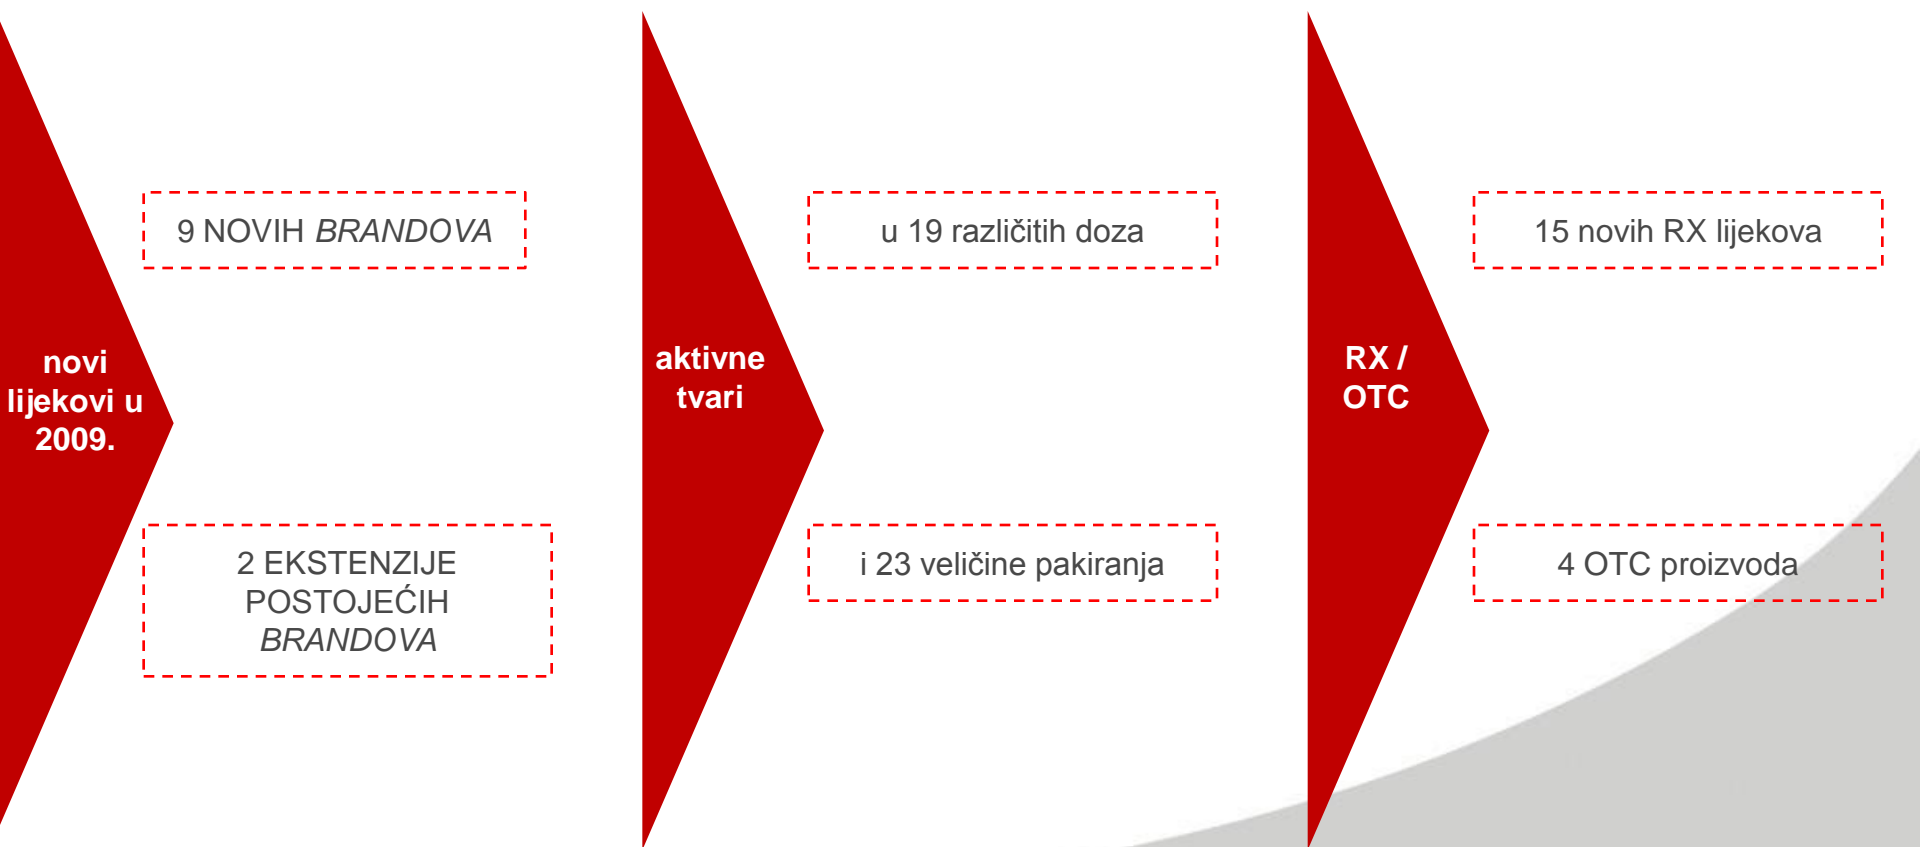 novi
lijekovi u
2009.
9 NOVIH BRANDOVA
2 EKSTENZIJE
POSTOJEĆIH
BRANDOVA
aktivne
tvari
u 19 različitih doza
i 23 veličine pakiranja
RX /
OTC
15 novih RX lijekova
4 OTC proizvoda